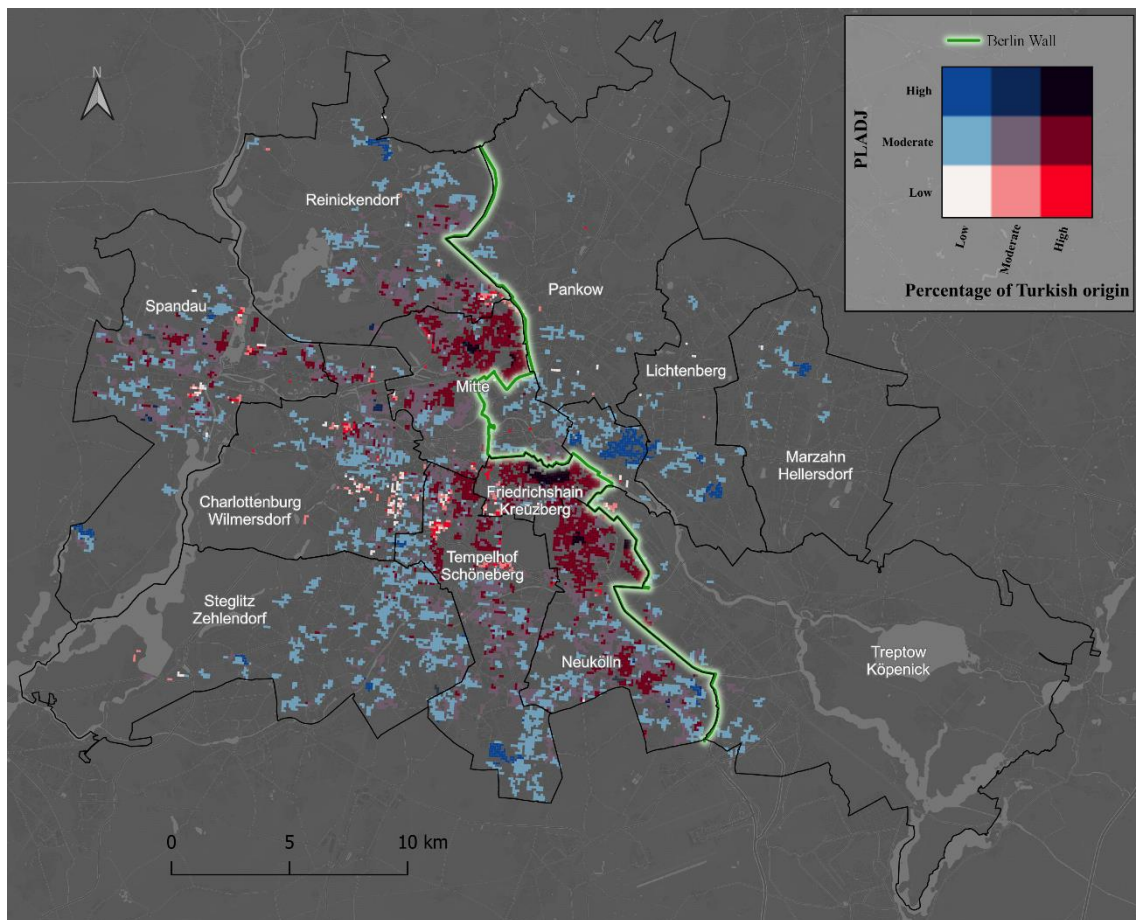 N
Berlin Wall
PLADJ
High
Moderate
Low
Low
Moderate
High
Percentage of Turkish origin
Reinickendorf
Pankow
Spandau
Lichtenberg
Mitte
Marzahn
Hellersdorf
Charlottenburg
Wilmersdorf
Friedrichshain
Kreuzberg
Tempelhof
Schöneberg
Steglitz
Zehlendorf
Neukölln
Treptow
Köpenick
0 5 10 km